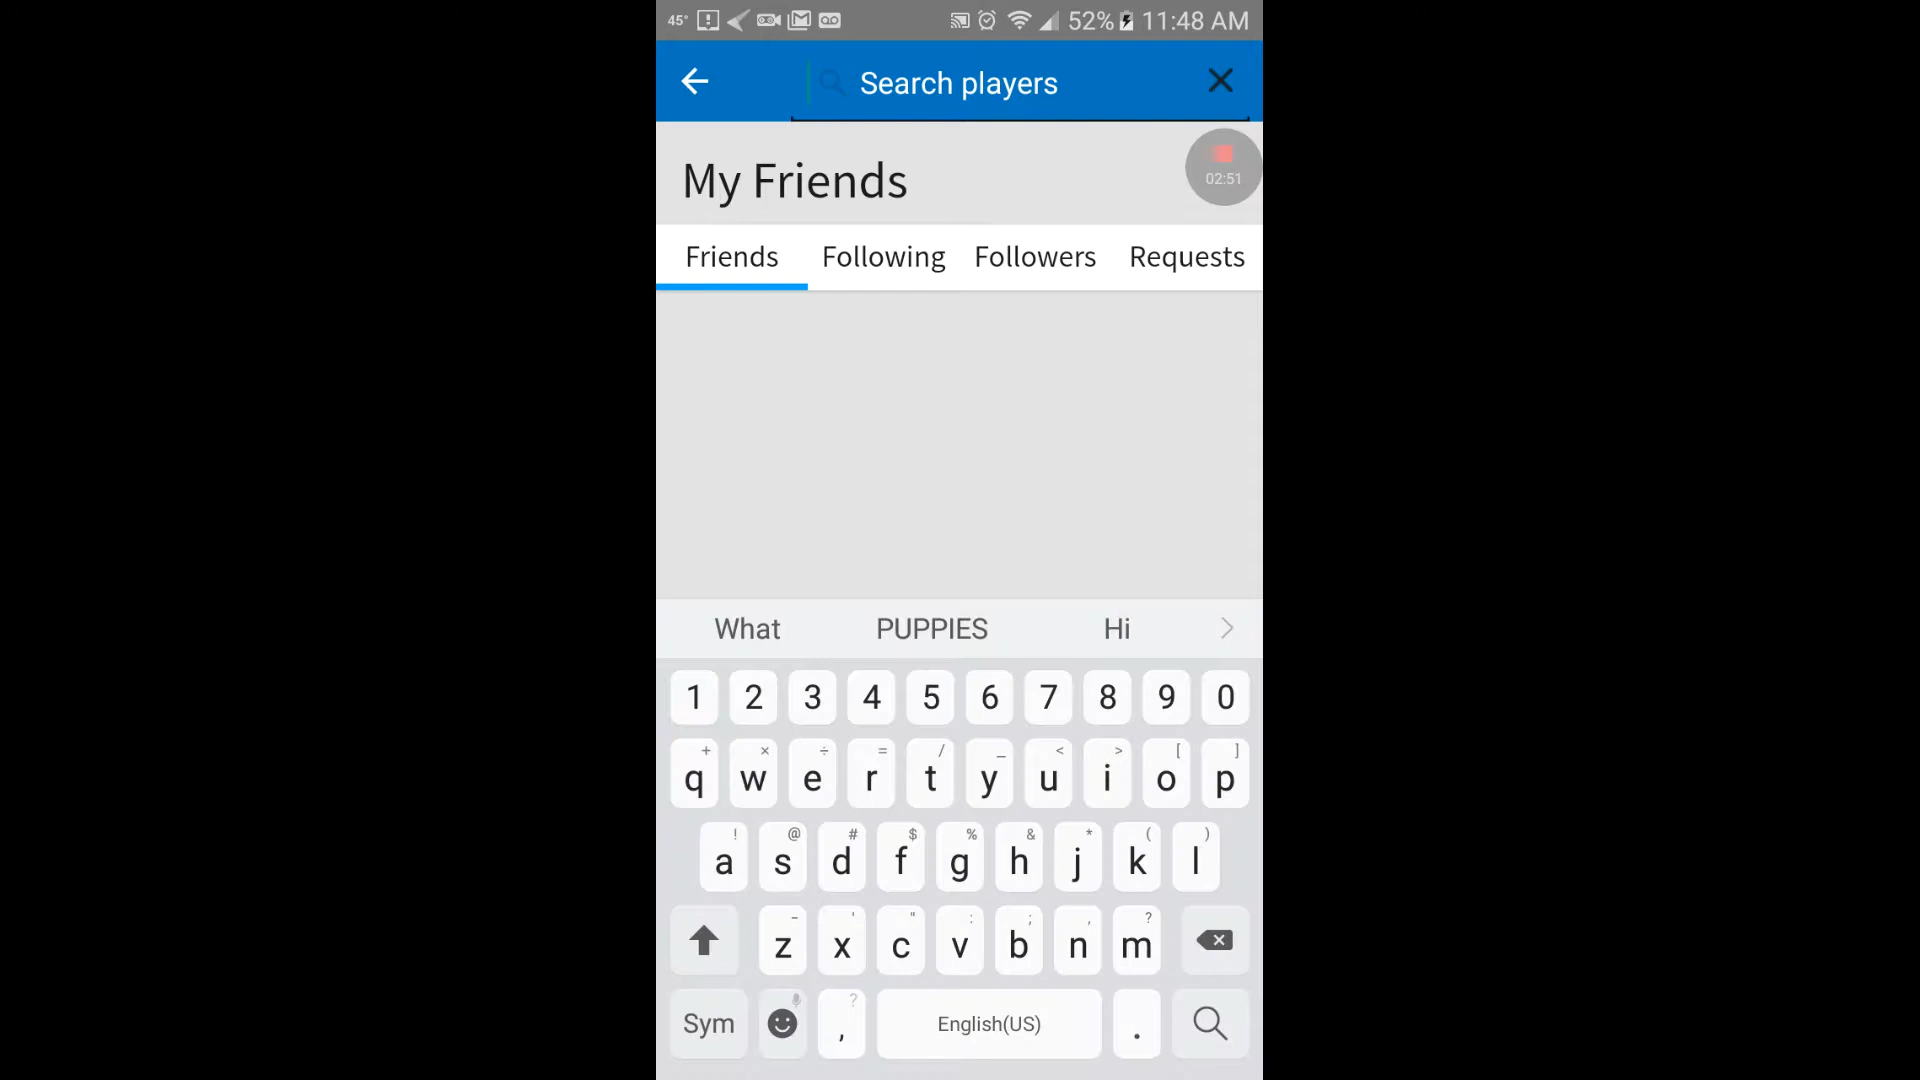 45° 52% 11:48 AM
Search players
My Friends
02:51
Friends Following Followers Requests
What PUPPIES Hi
1 2 3 4 5 6 7 8 9 0
+ × ÷ = / _ < > [ ]
q w e r t y u i o p
! @ # $ % & * ( )
a s d f g h j k l
- ' " : ; , ?
z x c v b n m
Sym , ? English(US) .